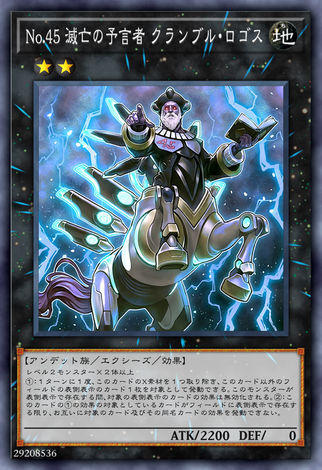 No.45 滅亡の予言者 クランブル・ロゴス
ち
地
【アンデット族／エクシーズ／効果】
レベル２モンスター×２体以上
①：１ターンに１度、このカードのX素材を１つ取り除き、このカード以外のフ
ィールドの表側表示のカード１枚を対象として発動できる。このモンスターが
表側表示で存在する間、対象の表側表示のカードの効果は無効化される。②：こ
のカードの①の効果の対象としているカードがフィールドに表側表示で存在す
る限り、お互いに対象のカード及びその同名カードの効果を発動できない。
ATK/2200 DEF/ 0
29208536